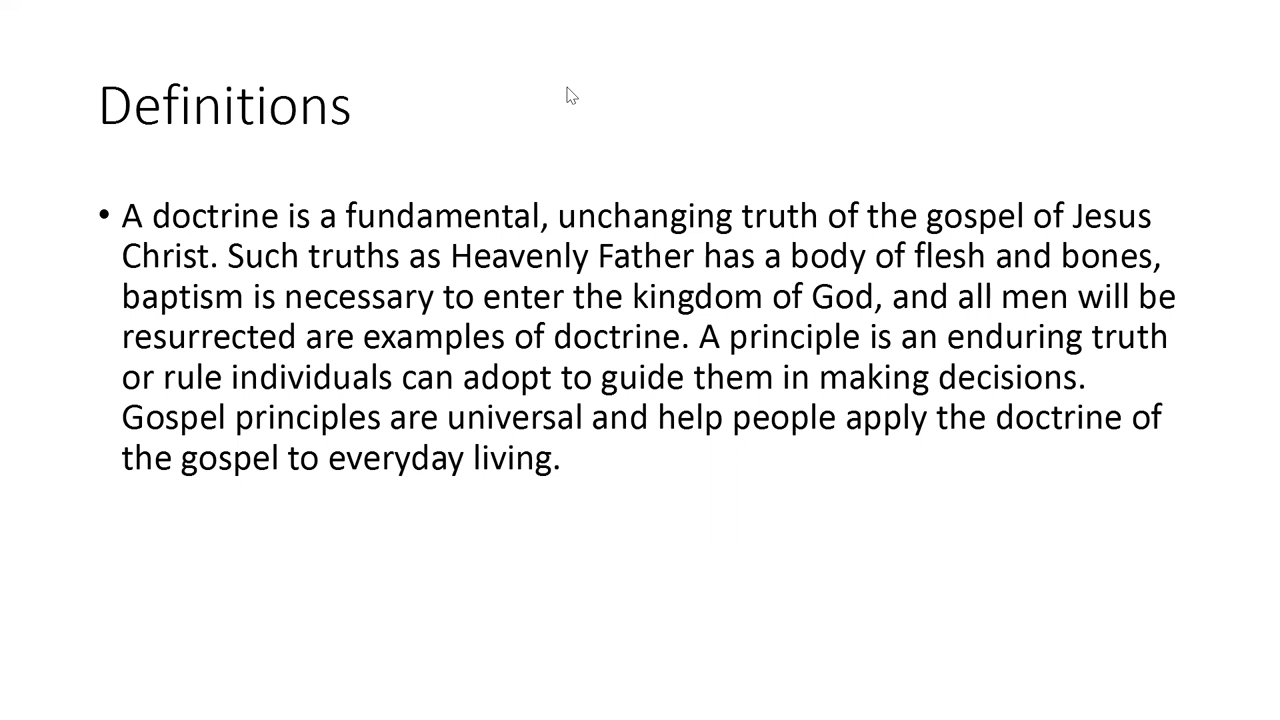 Definitions
• A doctrine is a fundamental, unchanging truth of the gospel of Jesus
Christ. Such truths as Heavenly Father has a body of flesh and bones,
baptism is necessary to enter the kingdom of God, and all men will be
resurrected are examples of doctrine. A principle is an enduring truth
or rule individuals can adopt to guide them in making decisions.
Gospel principles are universal and help people apply the doctrine of
the gospel to everyday living.